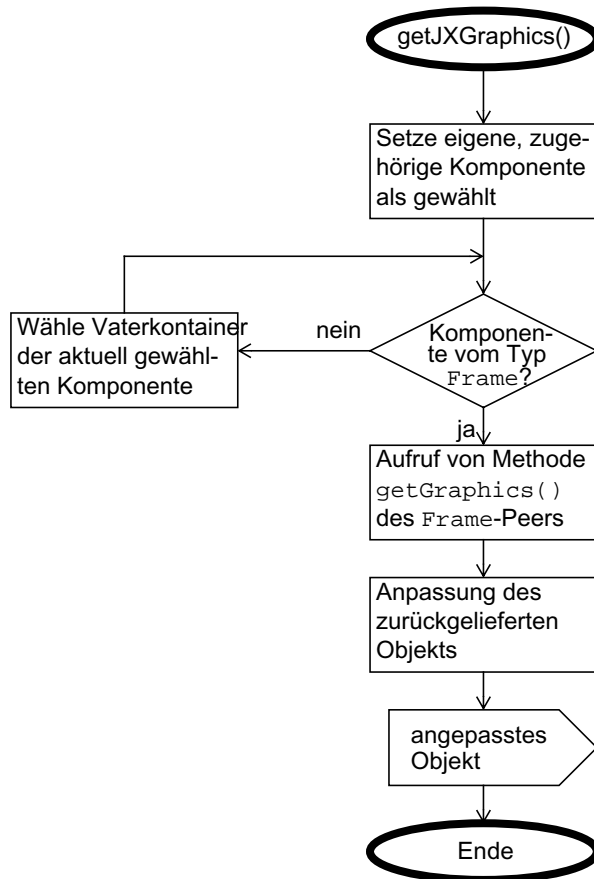 getJXGraphics()
Setze eigene, zuge-
hörige Komponente
als gewählt
Wähle Vaterkontainer
der aktuell gewähl-
ten Komponente
nein
Komponen-
te vom Typ
Frame?
ja
Aufruf von Methode
getGraphics()
des Frame-Peers
Anpassung des
zurückgelieferten
Objekts
angepasstes
Objekt
Ende